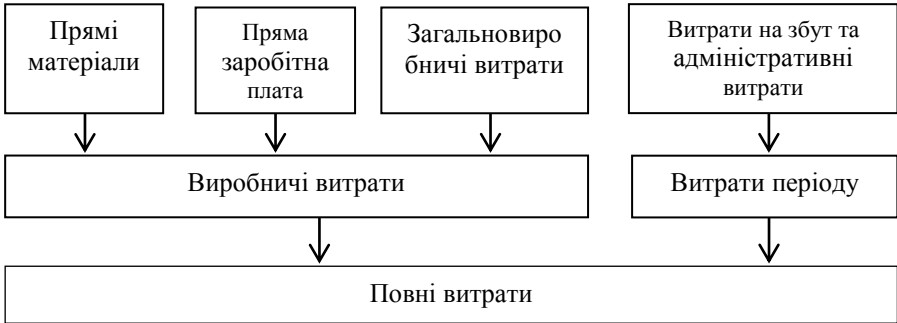 Прямі
матеріали
Пряма
заробітна
плата
Загальновиро
бничі витрати
Витрати на збут та
адміністративні
витрати
Виробничі витрати
Витрати періоду
Повні витрати